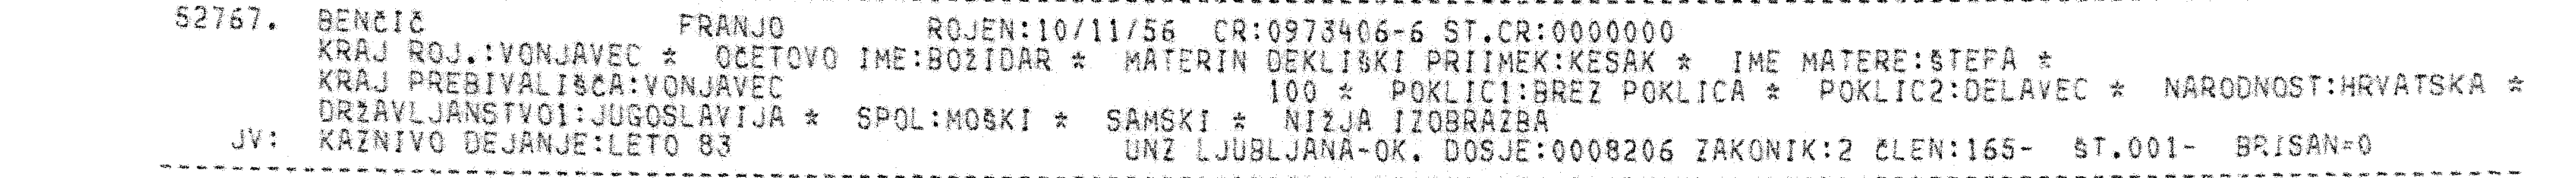 52767. BENČIČ FRANJO ROJEN:10/11/56 CR:0973406-6 ST.CR:0000000
KRAJ ROJ.:VONJAVEC * OČETOVO IME:BOŽIDAR * MATERIN DEKLIŠKI PRIIMEK:KESAK * IME MATERE:ŠTEFA *
KRAJ PREBIVALIŠČA:VONJAVEC 100 * POKLIC1:BREZ POKLICA * POKLIC2:DELAVEC * NARODNOST:HRVATSKA *
DRŽAVLJANSTVO1:JUGOSLAVIJA * SPOL:MOŠKI * SAMSKI * NIŽJA IZOBRAZBA
JV: KAZNIVO DEJANJE:LETO 83 UNZ LJUBLJANA-OK. DOSJE:0008206 ZAKONIK:2 ČLEN:165- ŠT.001- BRISAN=0